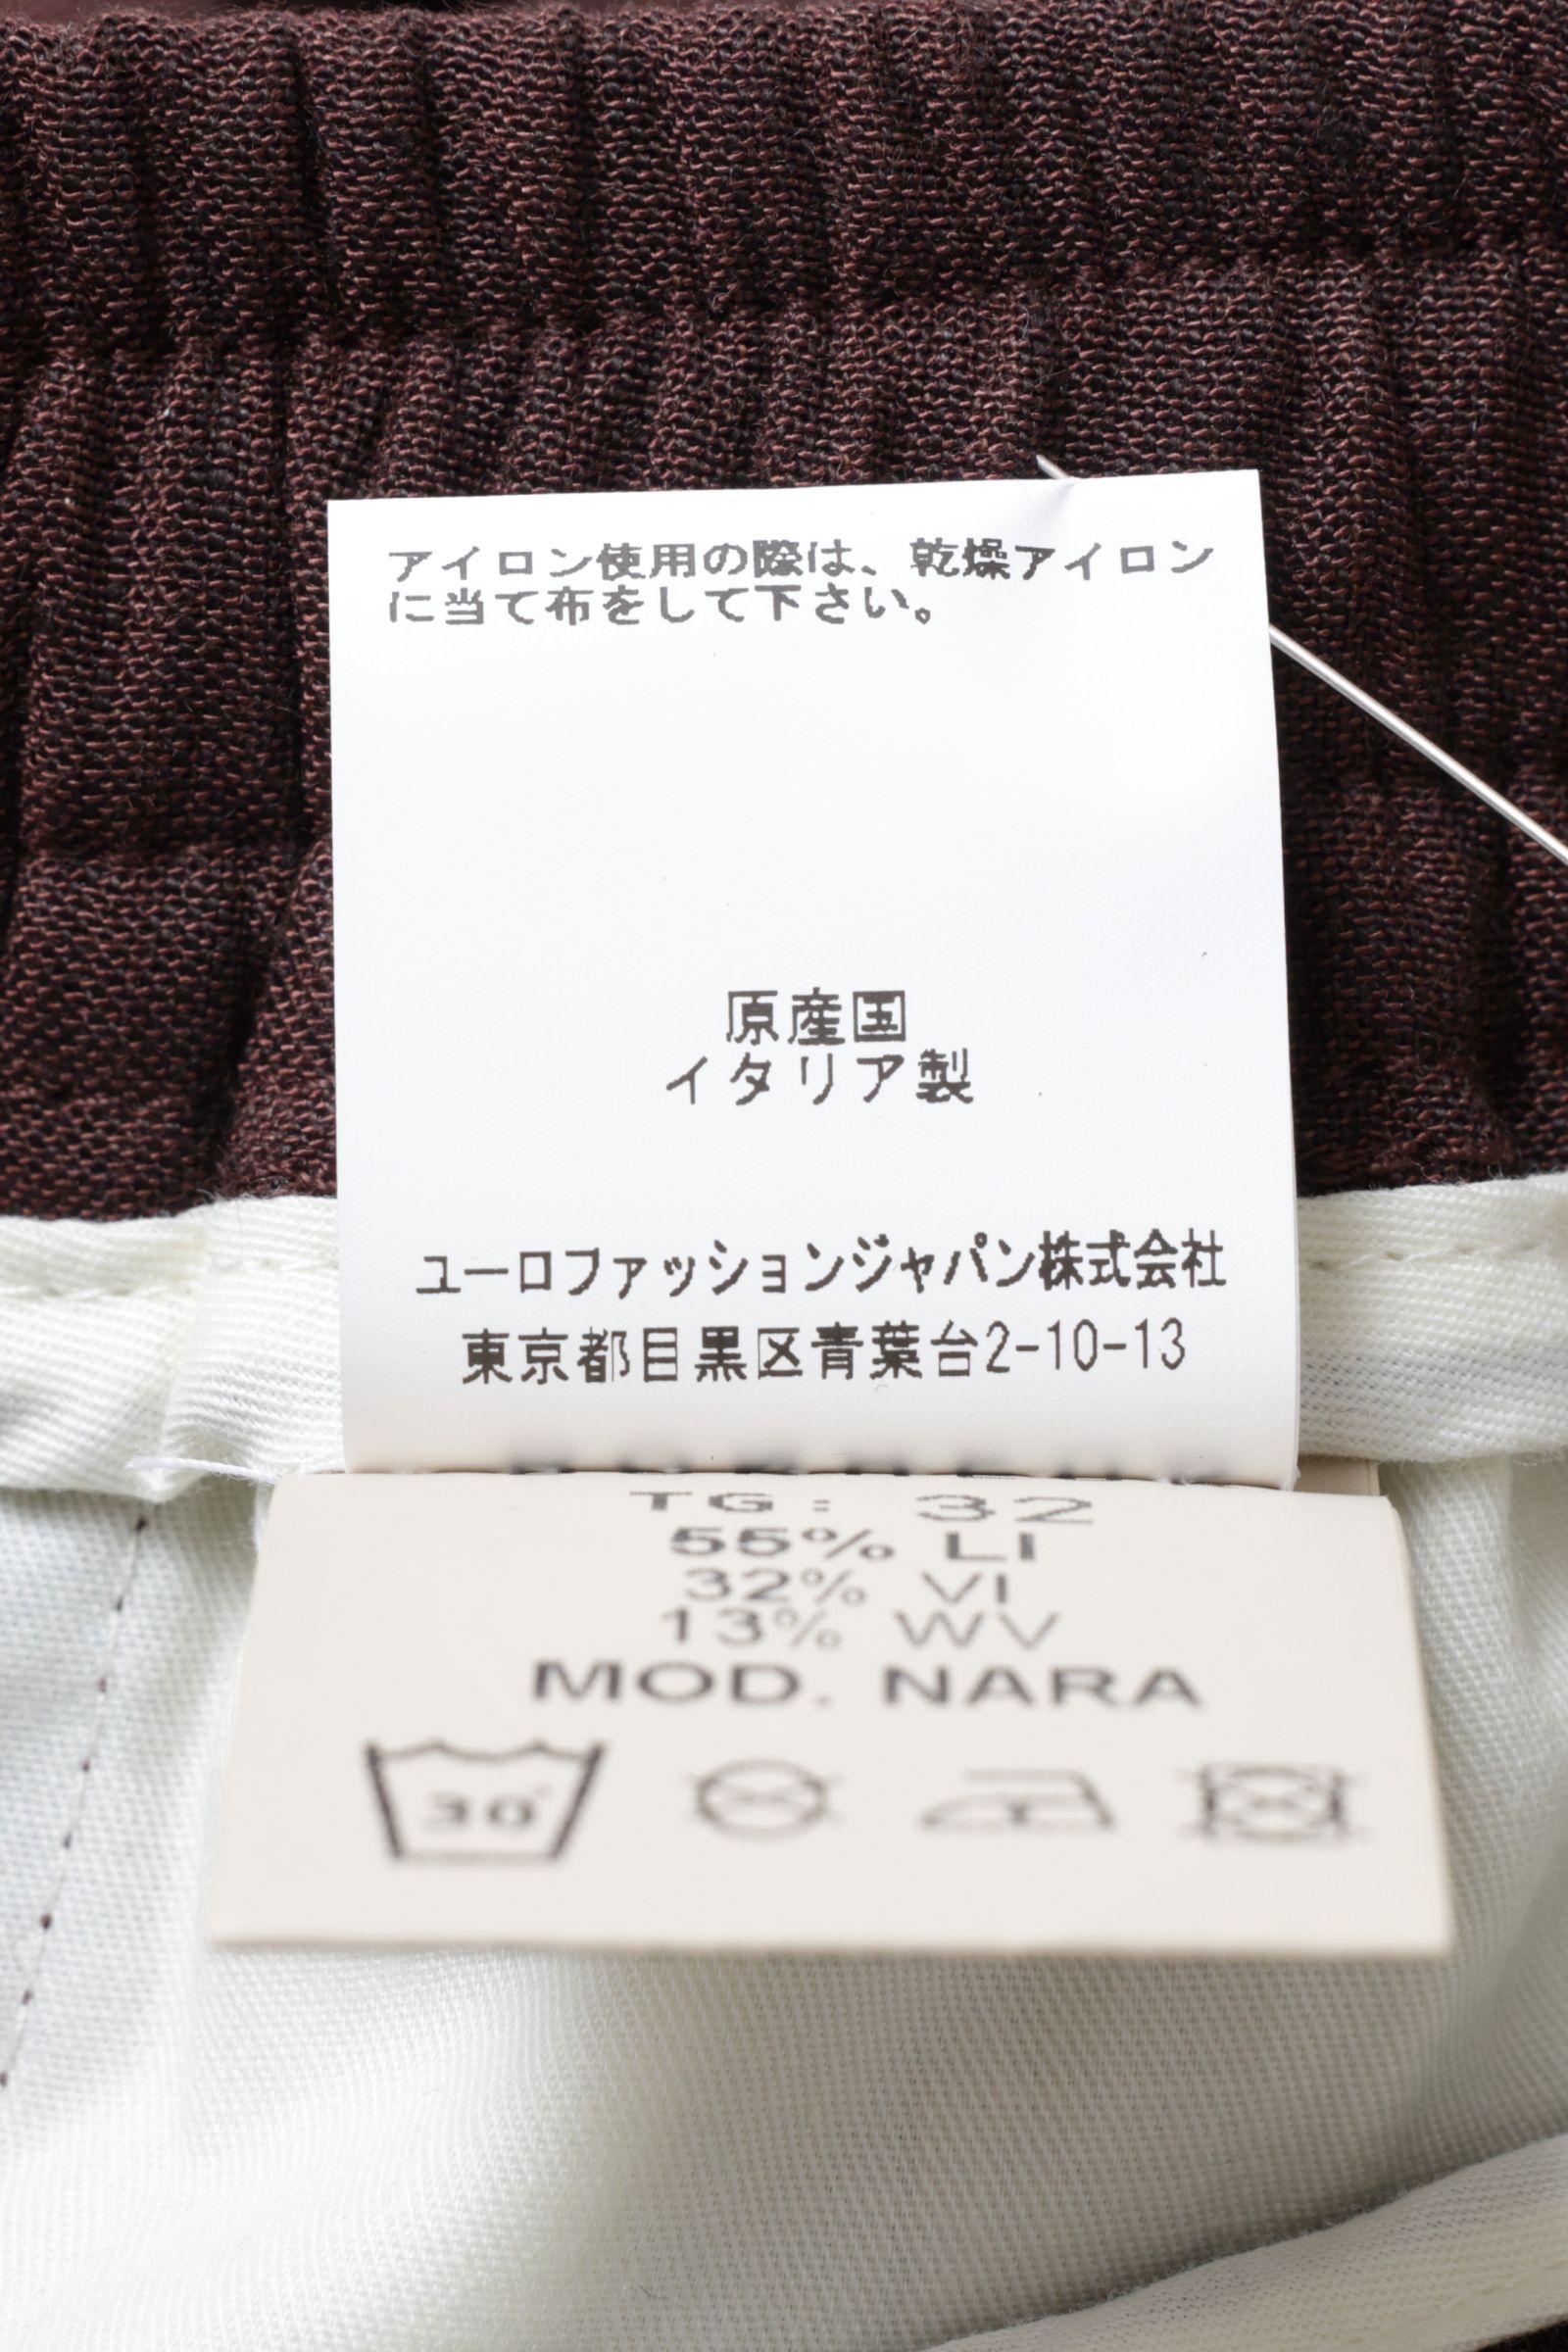 アイロン使用の際は、乾燥アイロン
に当て布をして下さい。
原産国
イタリア製
ユーロファッションジャパン株式会社
東京都目黒区青葉台2-10-13
TG: 32
55% LI
32% VI
13% WV
MOD. NARA
30°